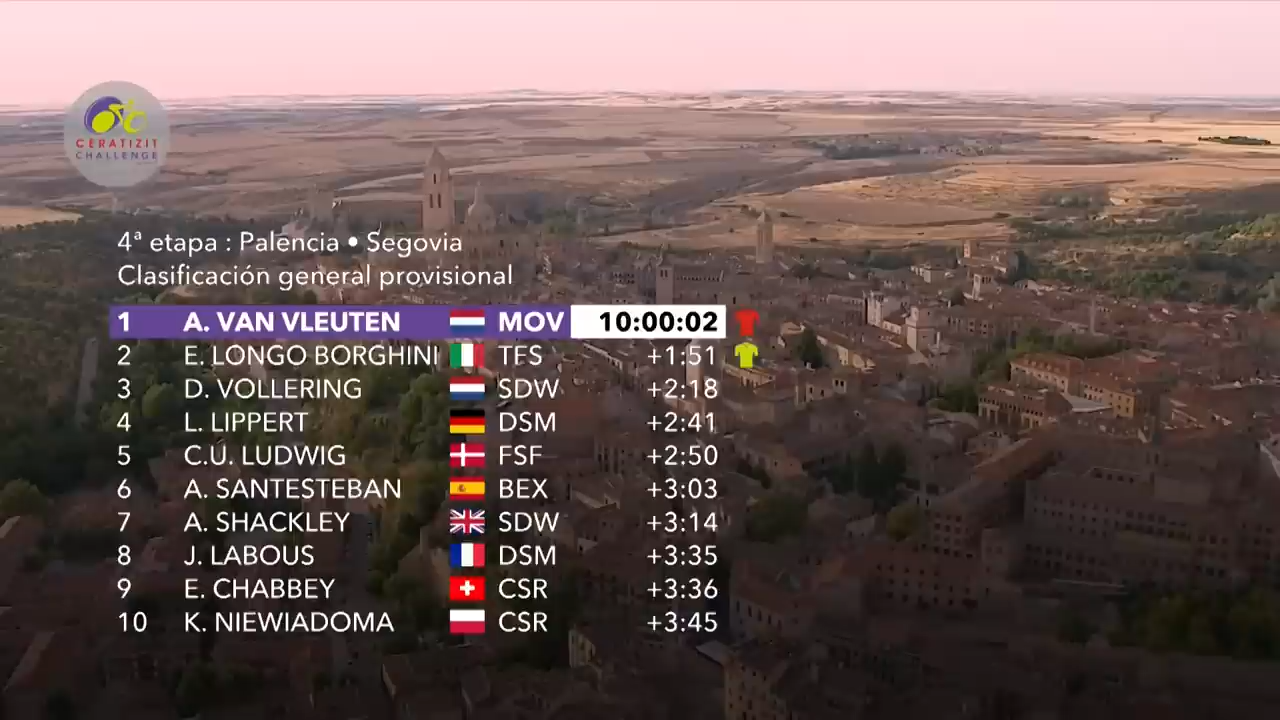 CERATIZIT
CHALLENGE
4ª etapa : Palencia • Segovia
Clasificación general provisional
1 A. VAN VLEUTEN MOV 10:00:02
2 E. LONGO BORGHINI TFS +1:51
3 D. VOLLERING SDW +2:18
4 L. LIPPERT DSM +2:41
5 C.U. LUDWIG FSF +2:50
6 A. SANTESTEBAN BEX +3:03
7 A. SHACKLEY SDW +3:14
8 J. LABOUS DSM +3:35
9 E. CHABBEY CSR +3:36
10 K. NIEWIADOMA CSR +3:45